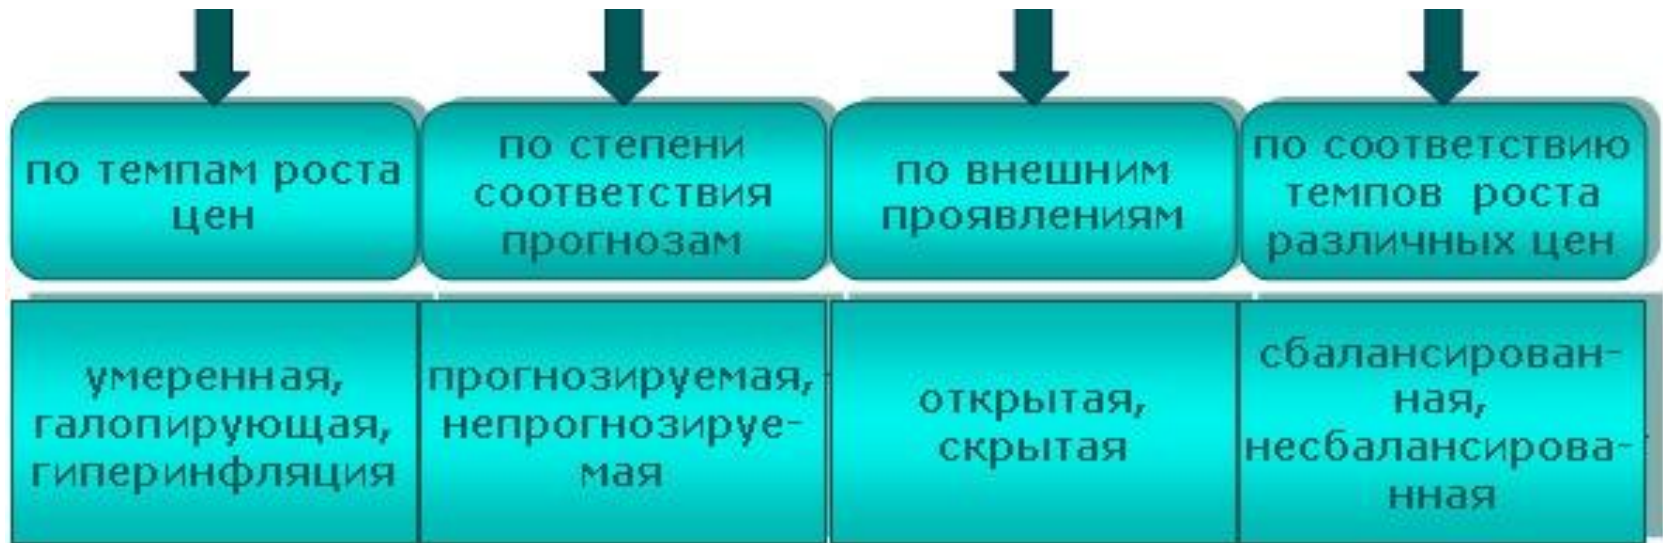 по темпам роста
цен
по степени
соответствия
прогнозам
по внешним
проявлениям
по соответствию
темпов роста
различных цен
умеренная,
галопирующая,
гиперинфляция
прогнозируемая,
непрогнозируе-
мая
открытая,
скрытая
сбалансирован-
ная,
несбалансирова-
нная